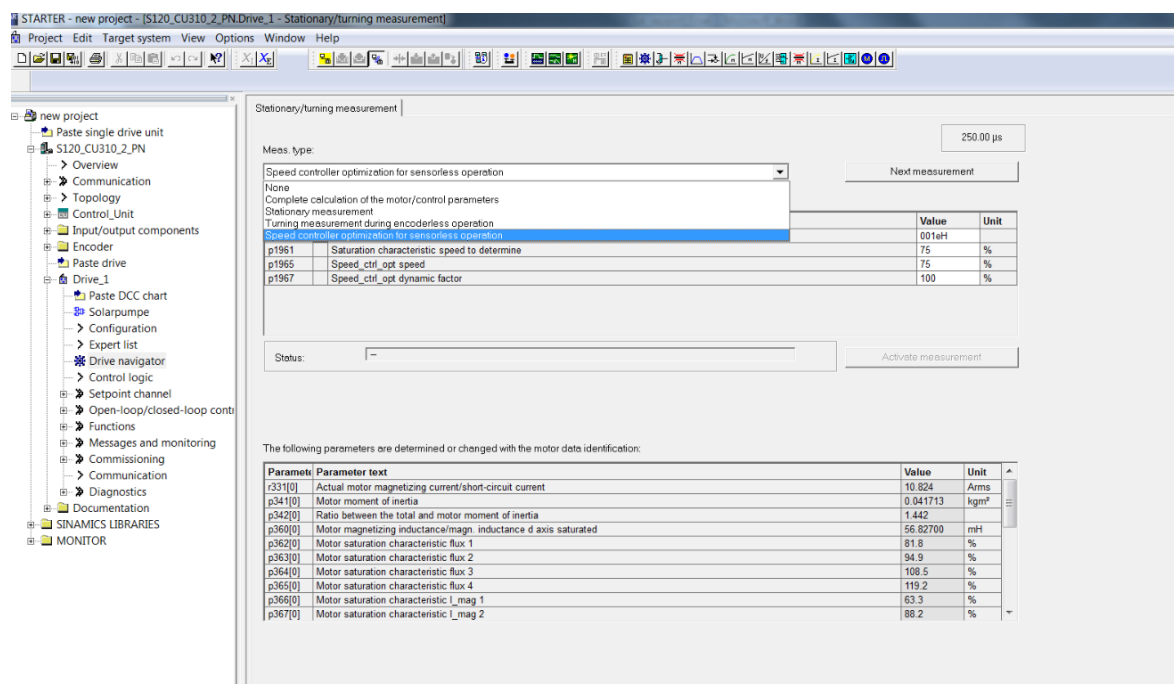 STARTER - new project - [S120_CU310_2_PN.Drive_1 - Stationary/turning measurement]
Project Edit Target system View Options Window Help
new project
Paste single drive unit
S120_CU310_2_PN
Overview
Communication
Topology
Control_Unit
Input/output components
Encoder
Paste drive
Drive_1
Paste DCC chart
Solarpumpe
Configuration
Expert list
Drive navigator
Control logic
Setpoint channel
Open-loop/closed-loop contr
Functions
Messages and monitoring
Commissioning
Communication
Diagnostics
Documentation
SINAMICS LIBRARIES
MONITOR
Stationary/turning measurement
250.00 µs
Meas. type:
Speed controller optimization for sensorless operation
Next measurement
None
Complete calculation of the motor/control parameters
Stationary measurement
Turning measurement during encoderless operation
Speed controller optimization for sensorless operation
Value Unit
001eH
p1961 Saturation characteristic speed to determine 75 %
p1965 Speed_ctrl_opt speed 75 %
p1967 Speed_ctrl_opt dynamic factor 100 %
Status: –
Activate measurement
The following parameters are determined or changed with the motor data identification:
Paramete Parameter text Value Unit
r331[0] Actual motor magnetizing current/short-circuit current 10.824 Arms
p341[0] Motor moment of inertia 0.041713 kgm²
p342[0] Ratio between the total and motor moment of inertia 1.442
p360[0] Motor magnetizing inductance/magn. inductance d axis saturated 56.82700 mH
p362[0] Motor saturation characteristic flux 1 81.8 %
p363[0] Motor saturation characteristic flux 2 94.9 %
p364[0] Motor saturation characteristic flux 3 108.5 %
p365[0] Motor saturation characteristic flux 4 119.2 %
p366[0] Motor saturation characteristic I_mag 1 63.3 %
p367[0] Motor saturation characteristic I_mag 2 88.2 %